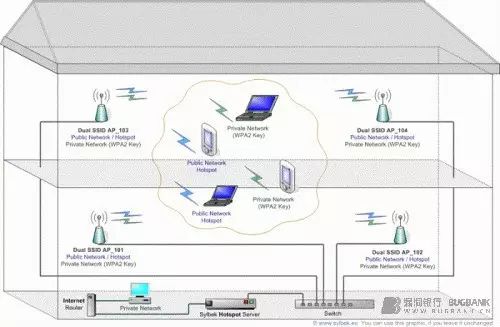 Private Network
(WPA2 Key)
Dual SSID AP_103
Public Network / Hotspot
Private Network (WPA2 Key)
Dual SSID AP_104
Public Network / Hotspot
Private Network (WPA2 Key)
Public Network
Hotspot
Private Network
(WPA2 Key)
Public Network
Hotspot
Dual SSID AP_101
Public Network / Hotspot
Private Network (WPA2 Key)
Dual SSID AP_102
Public Network / Hotspot
Private Network (WPA2 Key)
Internet
Router
Private Network
Sytbek Hotspot Server
Switch
漏洞银行 BUGBANK
WWW.BUGBANK.CN
© www.sytbek.eu You can use this graphic, if you leave it unchanged